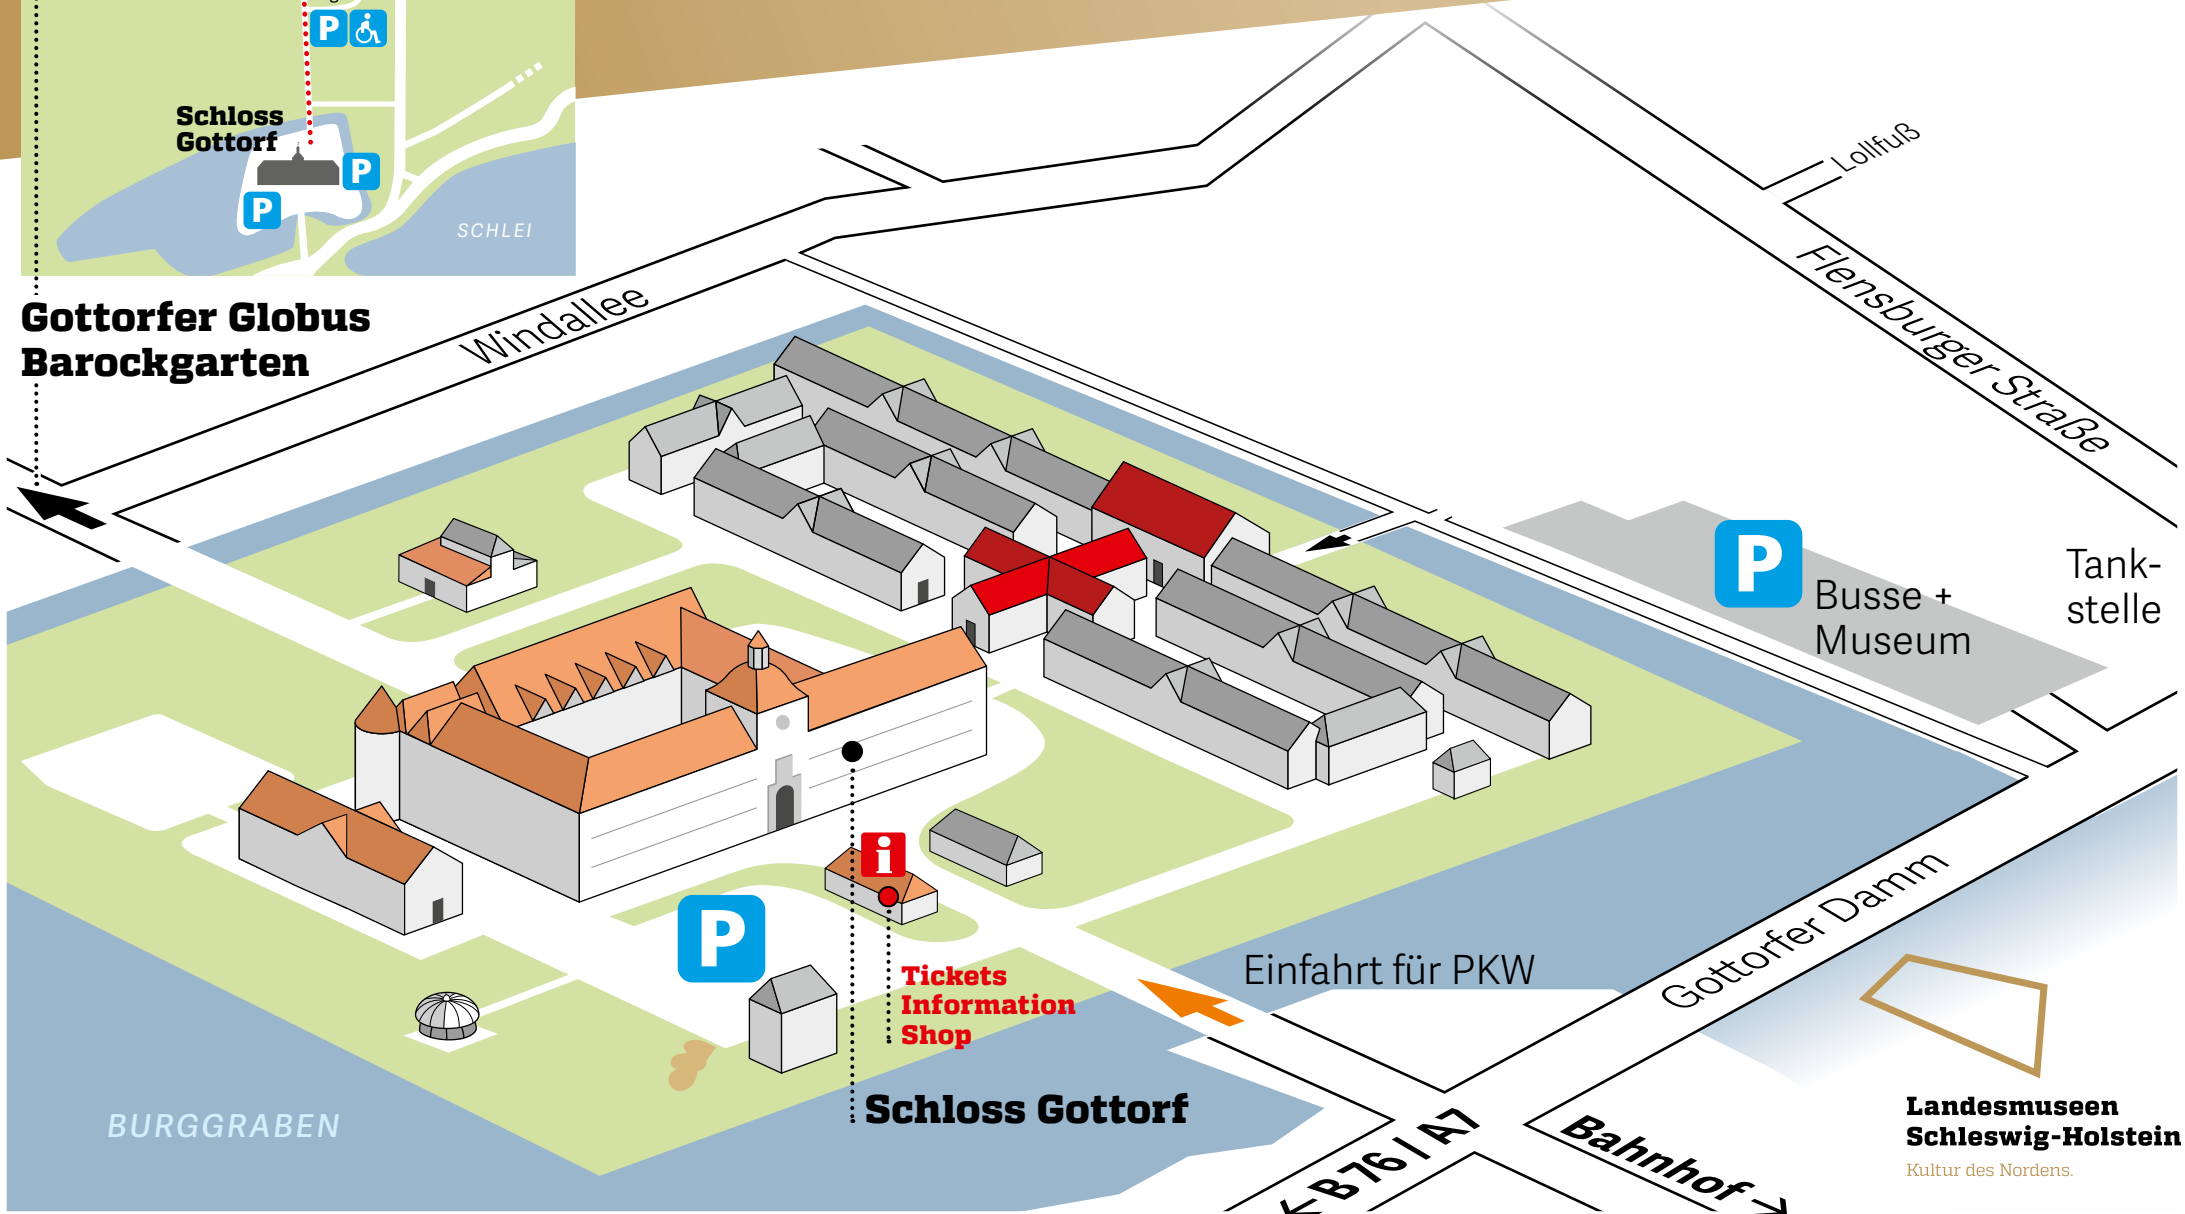 P
Schloss
Gottorf
P
P
SCHLEI
Gottorfer Globus
Barockgarten
Windallee
Lollfuß
Flensburger Straße
P
Busse +
Museum
Tank-
stelle
i
P
Tickets
Information
Shop
Einfahrt für PKW
Gottorfer Damm
Schloss Gottorf
BURGGRABEN
← B 76 | A7
Bahnhof →
Landesmuseen
Schleswig-Holstein
Kultur des Nordens.